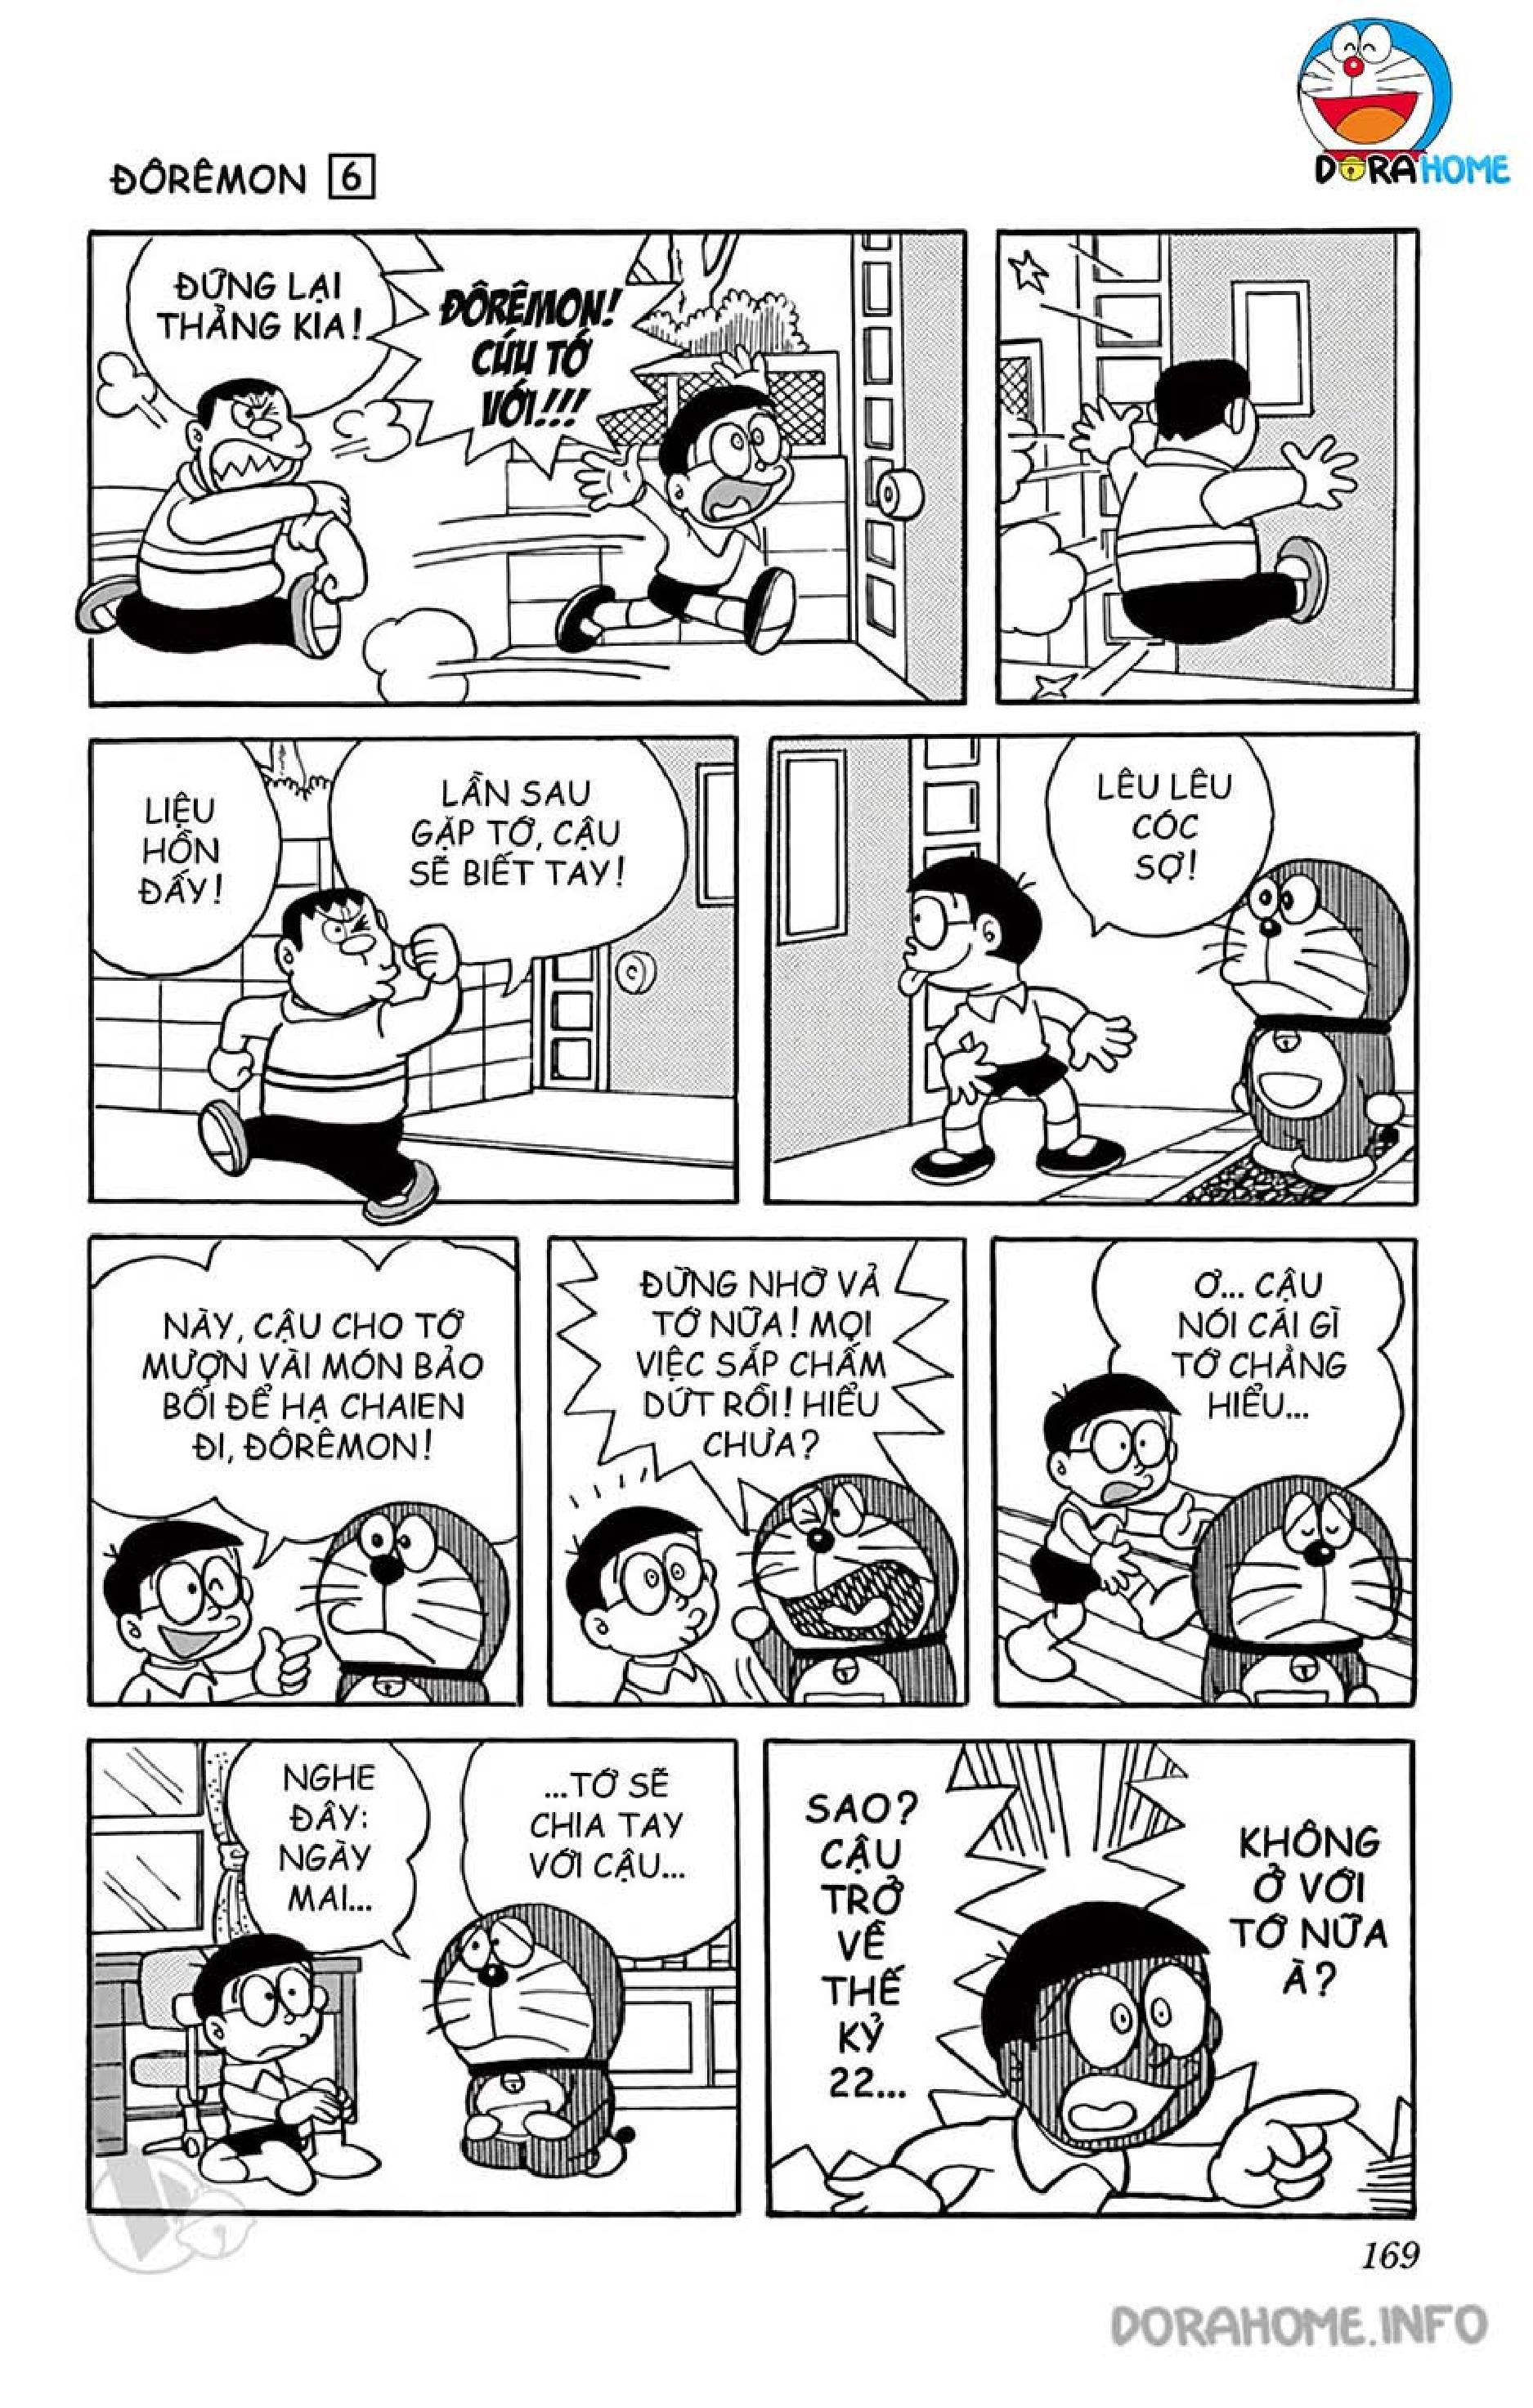 DORAHOME
ĐÔRÊMON 6
ĐỨNG LẠI
THẰNG KIA!
ĐÔRÊMON!
CỨU TỚ
VỚI!!!
LIỆU
HỒN
ĐẤY!
LẦN SAU
GẶP TỚ, CẬU
SẼ BIẾT TAY!
LÊU LÊU
CÓC
SỢ!
NÀY, CẬU CHO TỚ
MƯỢN VÀI MÓN BẢO
BỐI ĐỂ HẠ CHAIEN
ĐI, ĐÔRÊMON!
ĐỪNG NHỜ VẢ
TỚ NỮA! MỌI
VIỆC SẮP CHẤM
DỨT RỒI! HIỂU
CHƯA?
Ơ... CẬU
NÓI CÁI GÌ
TỚ CHẲNG
HIỂU...
NGHE
ĐÂY:
NGÀY
MAI...
...TỚ SẼ
CHIA TAY
VỚI CẬU...
SAO?
CẬU
TRỞ
VỀ
THẾ
KỶ
22...
KHÔNG
Ở VỚI
TỚ NỮA
À?
169
DORAHOME.INFO